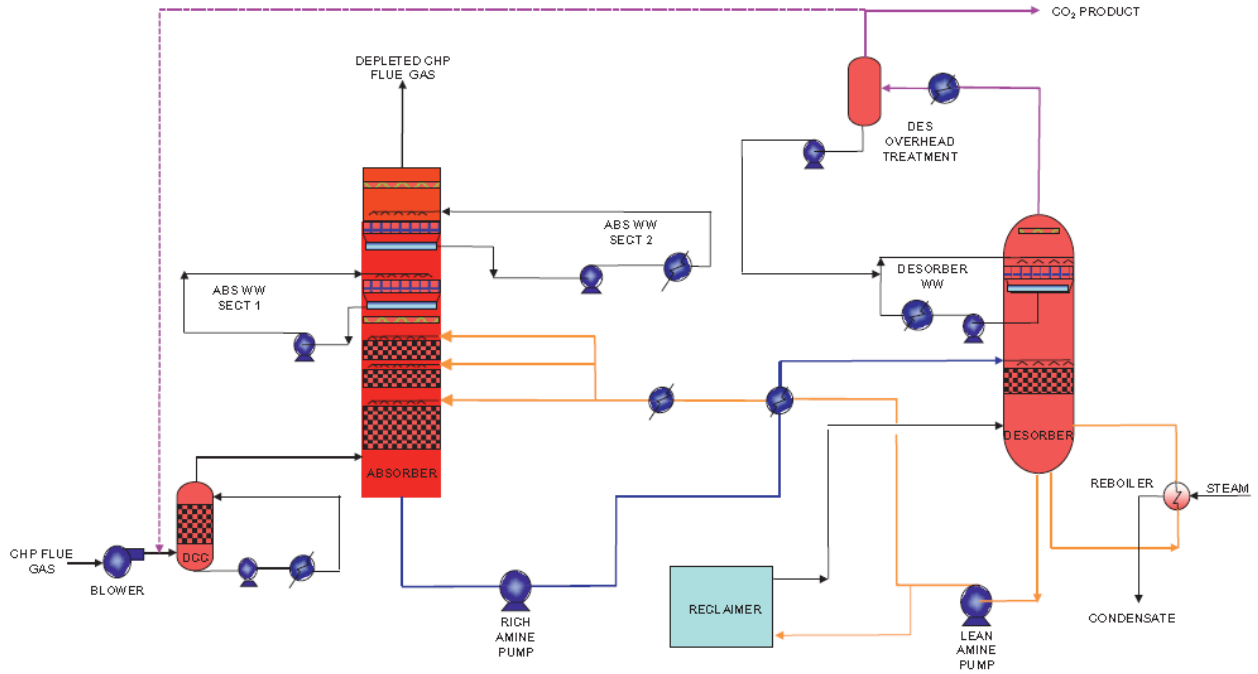 CO₂ PRODUCT
DEPLETED CHP
FLUE GAS
DES
OVERHEAD
TREATMENT
ABS WW
SECT 2
ABS WW
SECT 1
DESORBER
WW
DESORBER
ABSORBER
REBOILER
STEAM
DCC
CHP FLUE
GAS
BLOWER
RECLAIMER
RICH
AMINE
PUMP
LEAN
AMINE
PUMP
CONDENSATE